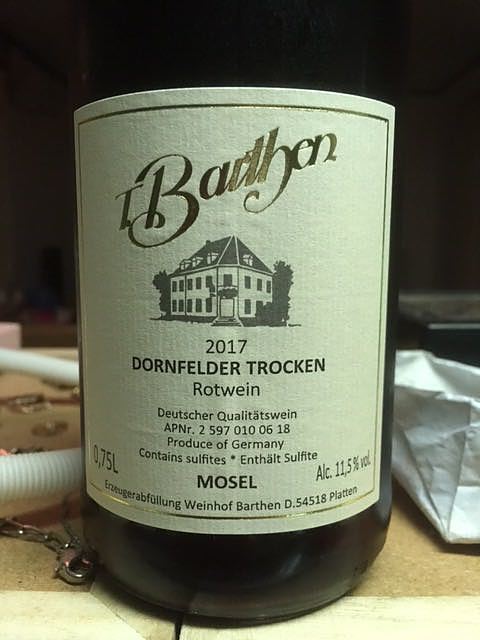 T. Barthen
2017
DORNFELDER TROCKEN
Rotwein
Deutscher Qualitätswein
APNr. 2 597 010 06 18
Produce of Germany
Contains sulfites * Enthält Sulfite
0,75L
Alc. 11,5 % vol.
MOSEL
Erzeugerabfüllung Weinhof Barthen D.54518 Platten